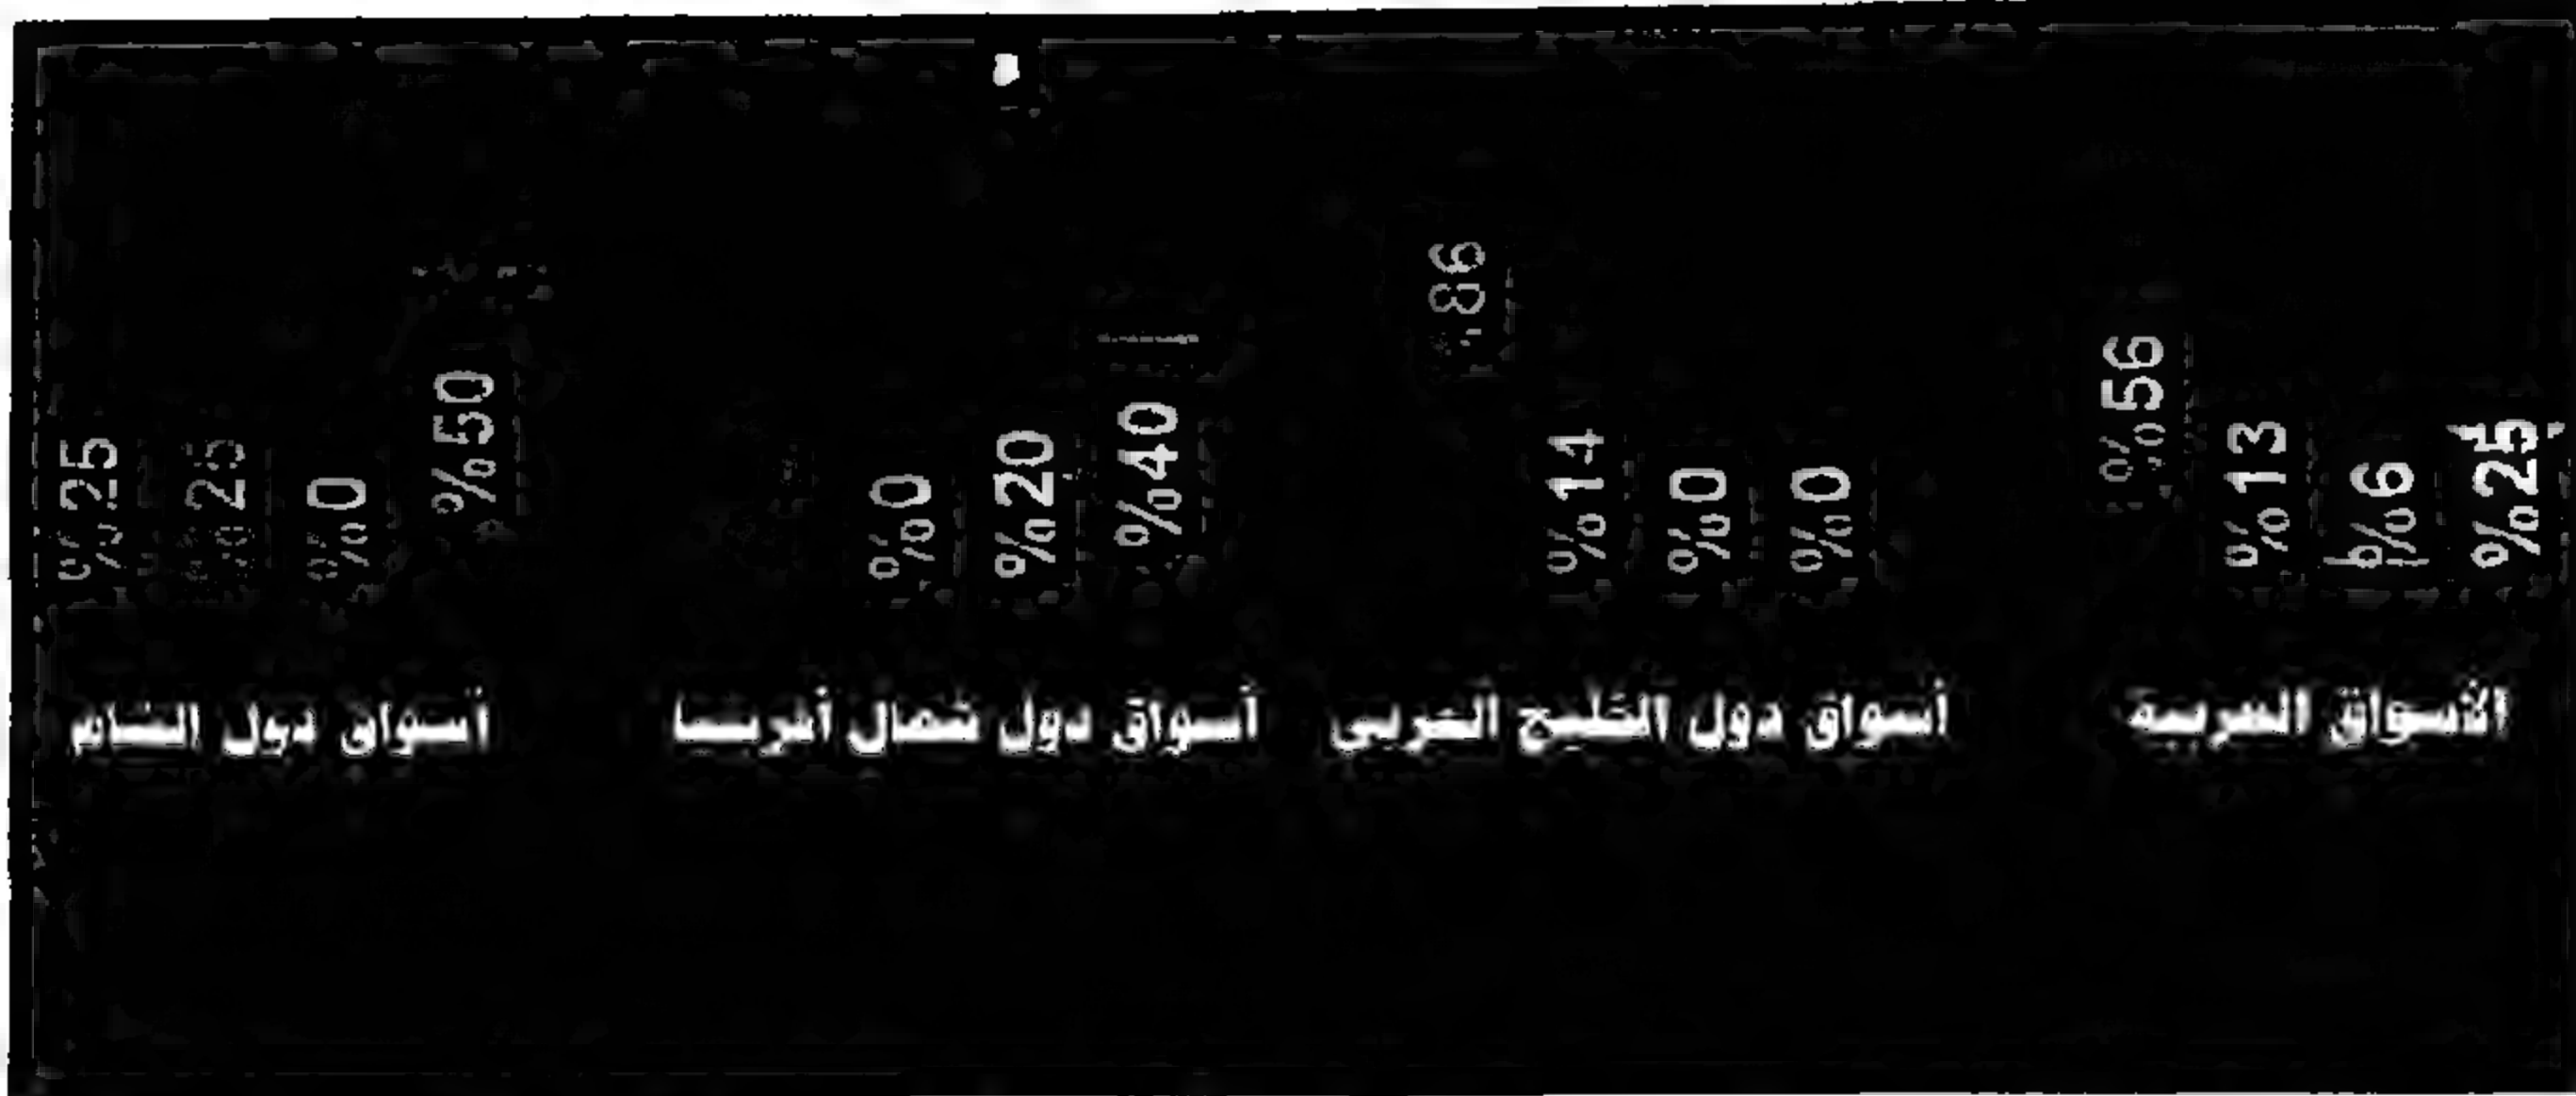 %56 %13 %6 %25
%86 %14 %0 %0
%0 %20 %40
%25 %25 %0 %50
الأسواق العربية
أسواق دول الخليج العربى
أسواق دول شمال أفريقيا
أسواق دول الشام